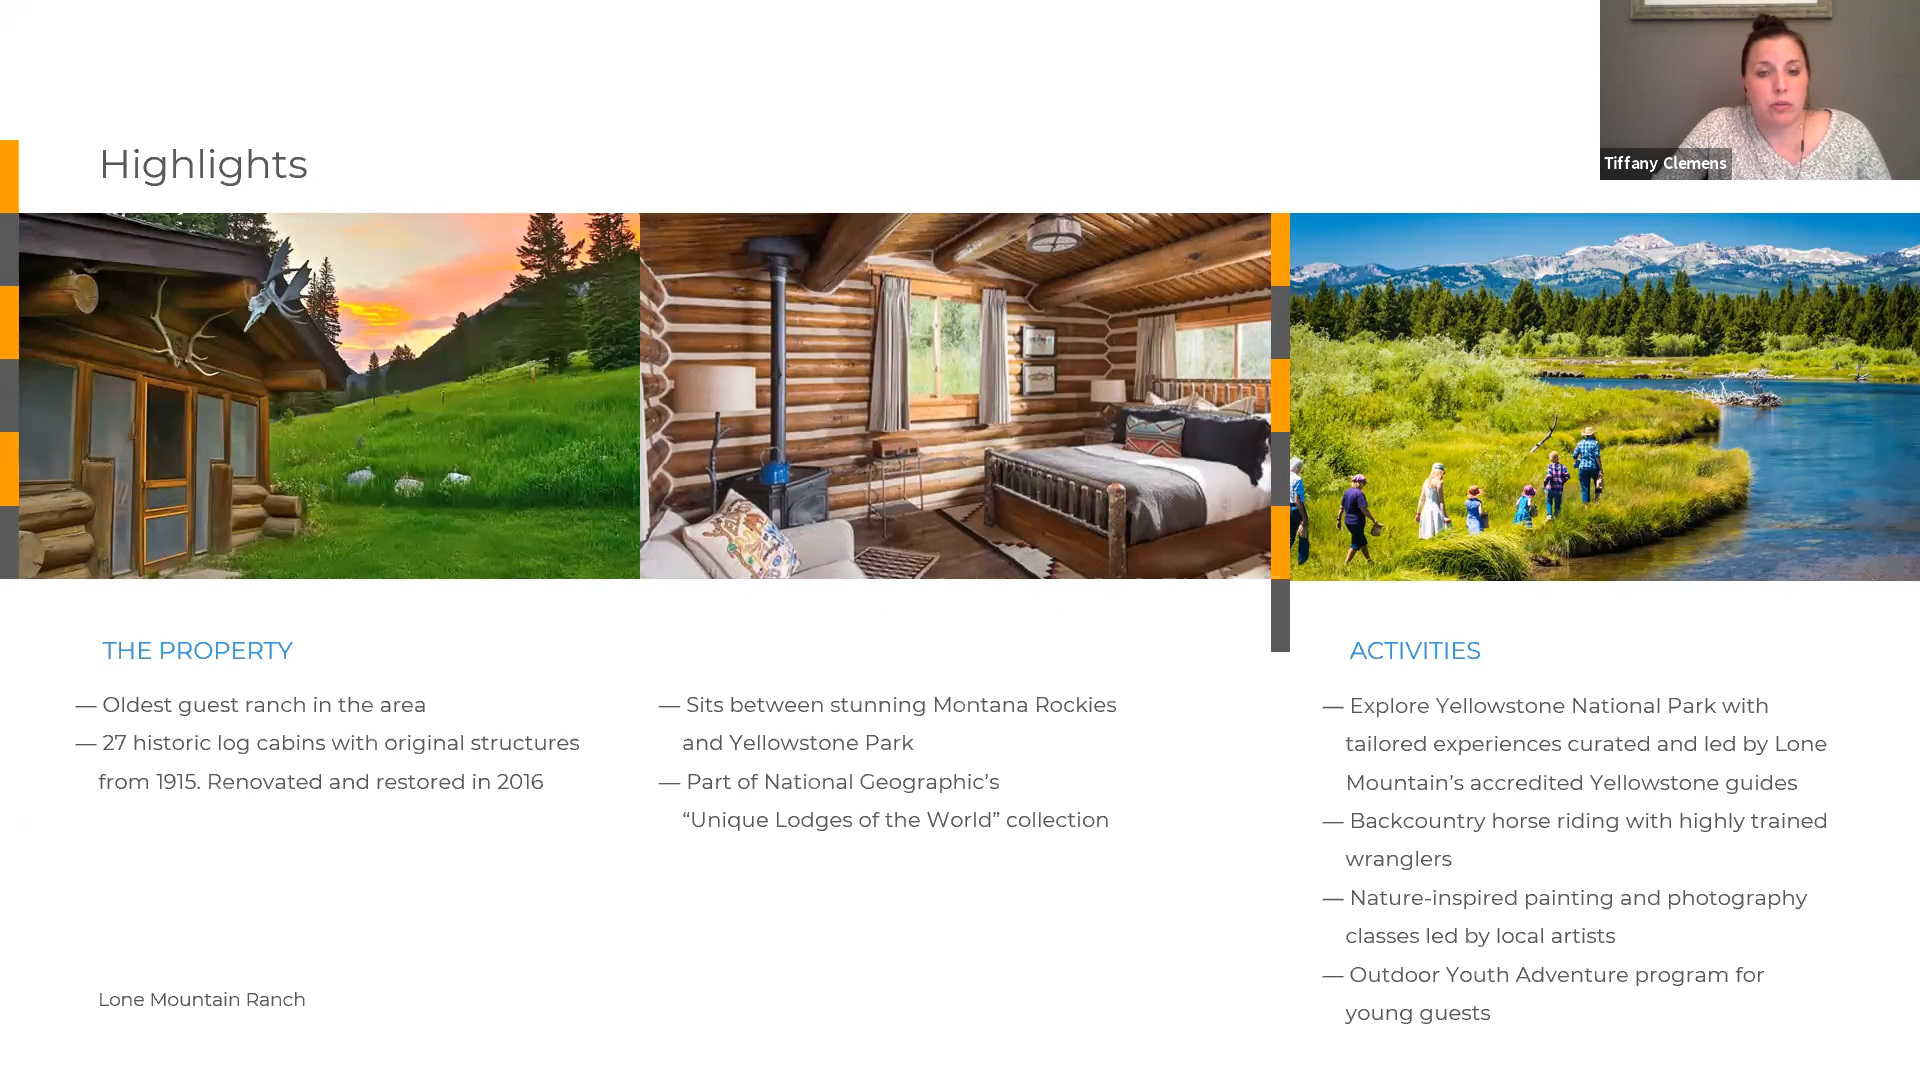 Tiffany Clemens
Highlights
THE PROPERTY
— Oldest guest ranch in the area
— 27 historic log cabins with original structures
from 1915. Renovated and restored in 2016
— Sits between stunning Montana Rockies
and Yellowstone Park
— Part of National Geographic’s
“Unique Lodges of the World” collection
ACTIVITIES
— Explore Yellowstone National Park with
tailored experiences curated and led by Lone
Mountain’s accredited Yellowstone guides
— Backcountry horse riding with highly trained
wranglers
— Nature-inspired painting and photography
classes led by local artists
— Outdoor Youth Adventure program for
young guests
Lone Mountain Ranch